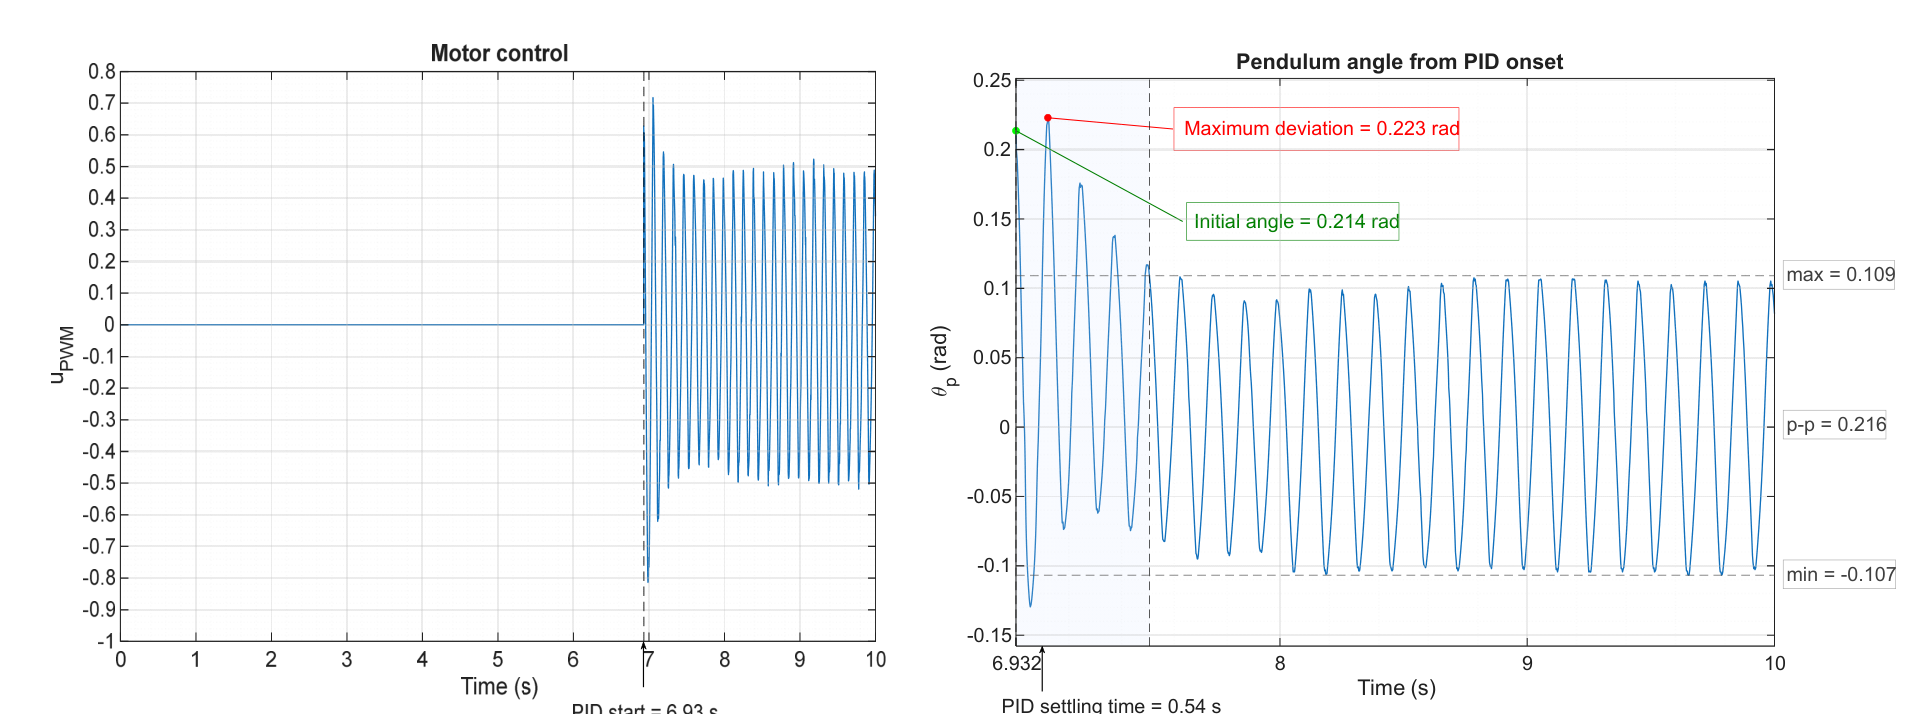 Motor control
0.8
0.7
0.6
0.5
0.4
0.3
0.2
0.1
0
-0.1
-0.2
-0.3
-0.4
-0.5
-0.6
-0.7
-0.8
-0.9
-1
uPWM
0 1 2 3 4 5 6 7 8 9 10
Time (s)
PID start = 6.93 s
Pendulum angle from PID onset
0.25
0.2
0.15
0.1
0.05
0
-0.05
-0.1
-0.15
θp (rad)
Maximum deviation = 0.223 rad
Initial angle = 0.214 rad
max = 0.109
p-p = 0.216
min = -0.107
6.932 8 9 10
Time (s)
PID settling time = 0.54 s